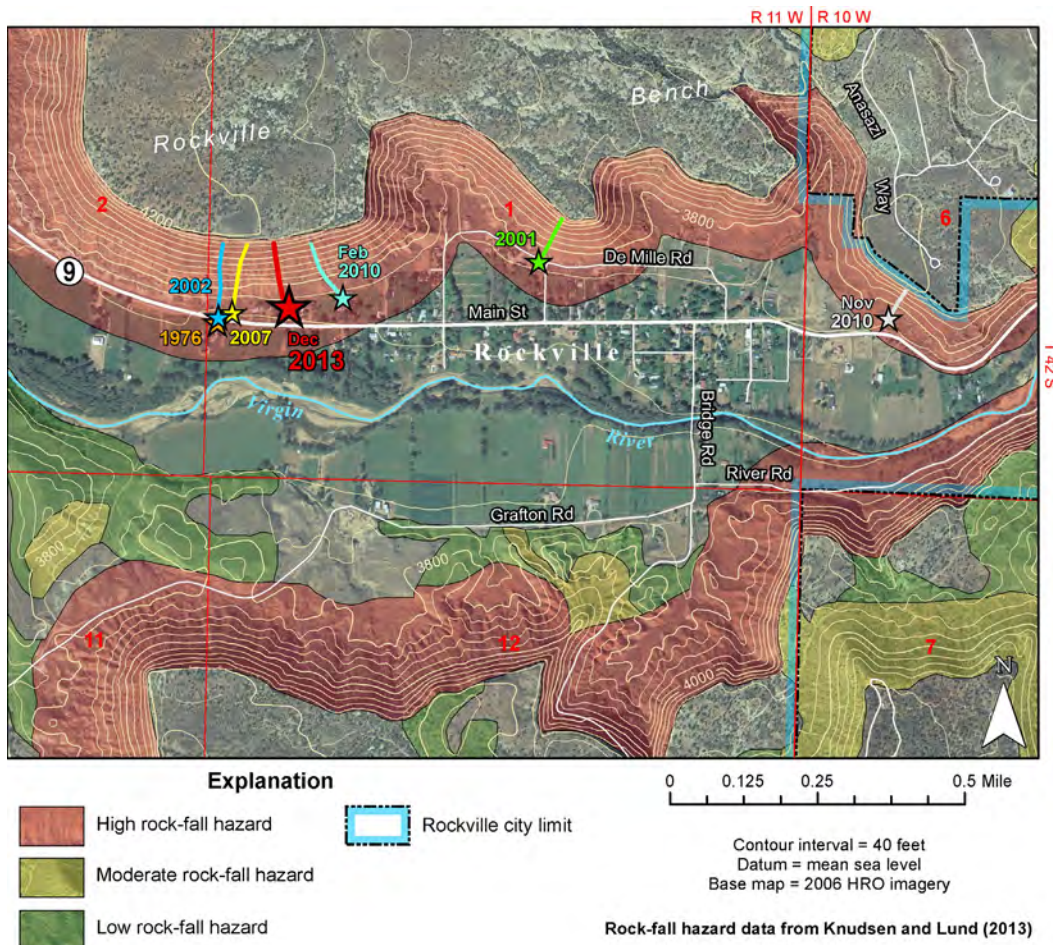 R 11 W R 10 W
Bench
Anasazi
Way
Rockville
2
4200
1
3800
6
2001
Feb
2010
De Mille Rd
9
2002
Nov
2010
Main St
1976
2007
Dec
2013
Rockville
T 42 S
Virgin
River
Bridge Rd
River Rd
Grafton Rd
3800
3800
11
12
7
4000
N
Explanation
High rock-fall hazard
Moderate rock-fall hazard
Low rock-fall hazard
Rockville city limit
0 0.125 0.25 0.5 Mile
Contour interval = 40 feet
Datum = mean sea level
Base map = 2006 HRO imagery
Rock-fall hazard data from Knudsen and Lund (2013)